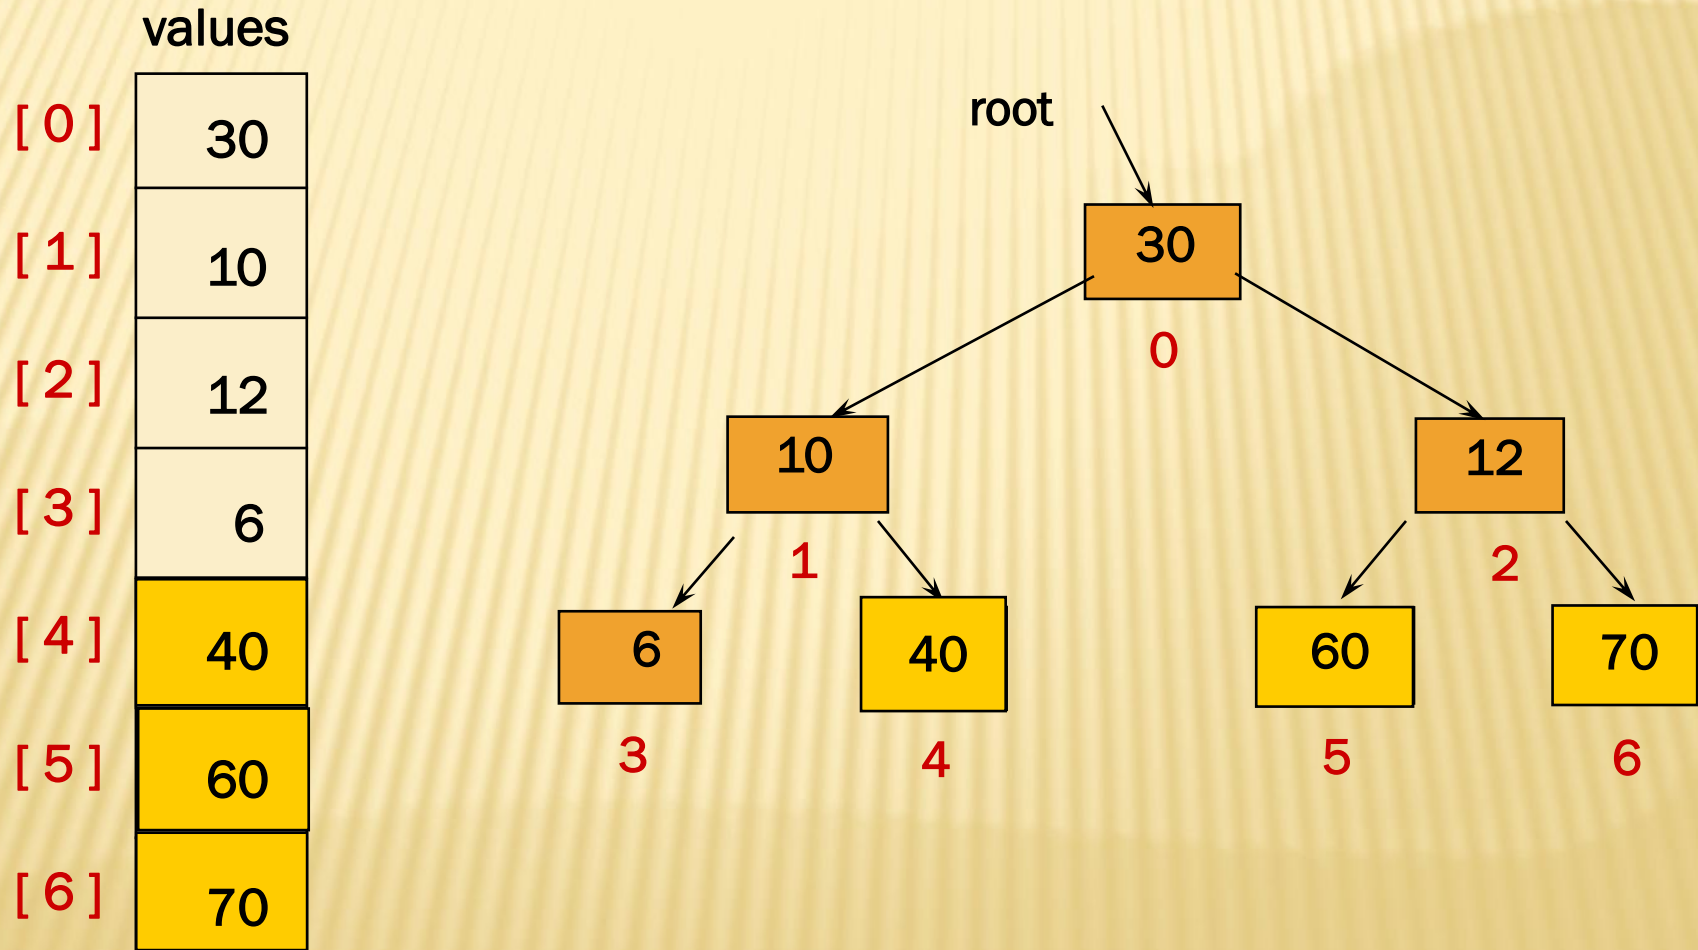 values
[ 0 ] 30
[ 1 ] 10
[ 2 ] 12
[ 3 ] 6
[ 4 ] 40
[ 5 ] 60
[ 6 ] 70
root
30
0
10 12
1 2
6 40 60 70
3 4 5 6